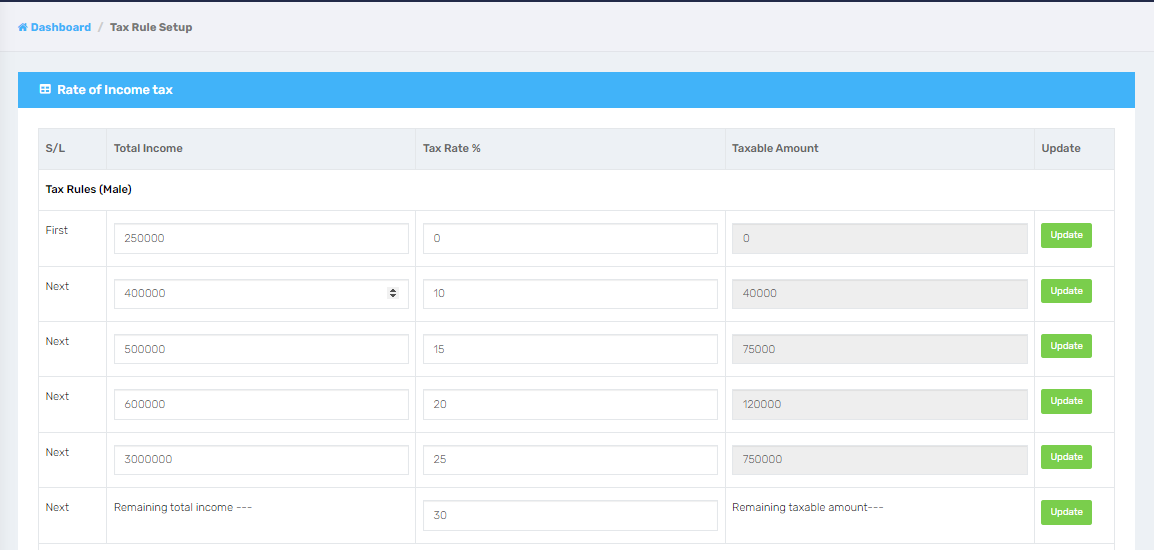 Dashboard / Tax Rule Setup
Rate of Income tax
S/L Total Income Tax Rate % Taxable Amount Update
Tax Rules (Male)
First 250000 0 0 Update
Next 400000 10 40000 Update
Next 500000 15 75000 Update
Next 600000 20 120000 Update
Next 3000000 25 750000 Update
Next Remaining total income --- 30 Remaining taxable amount--- Update